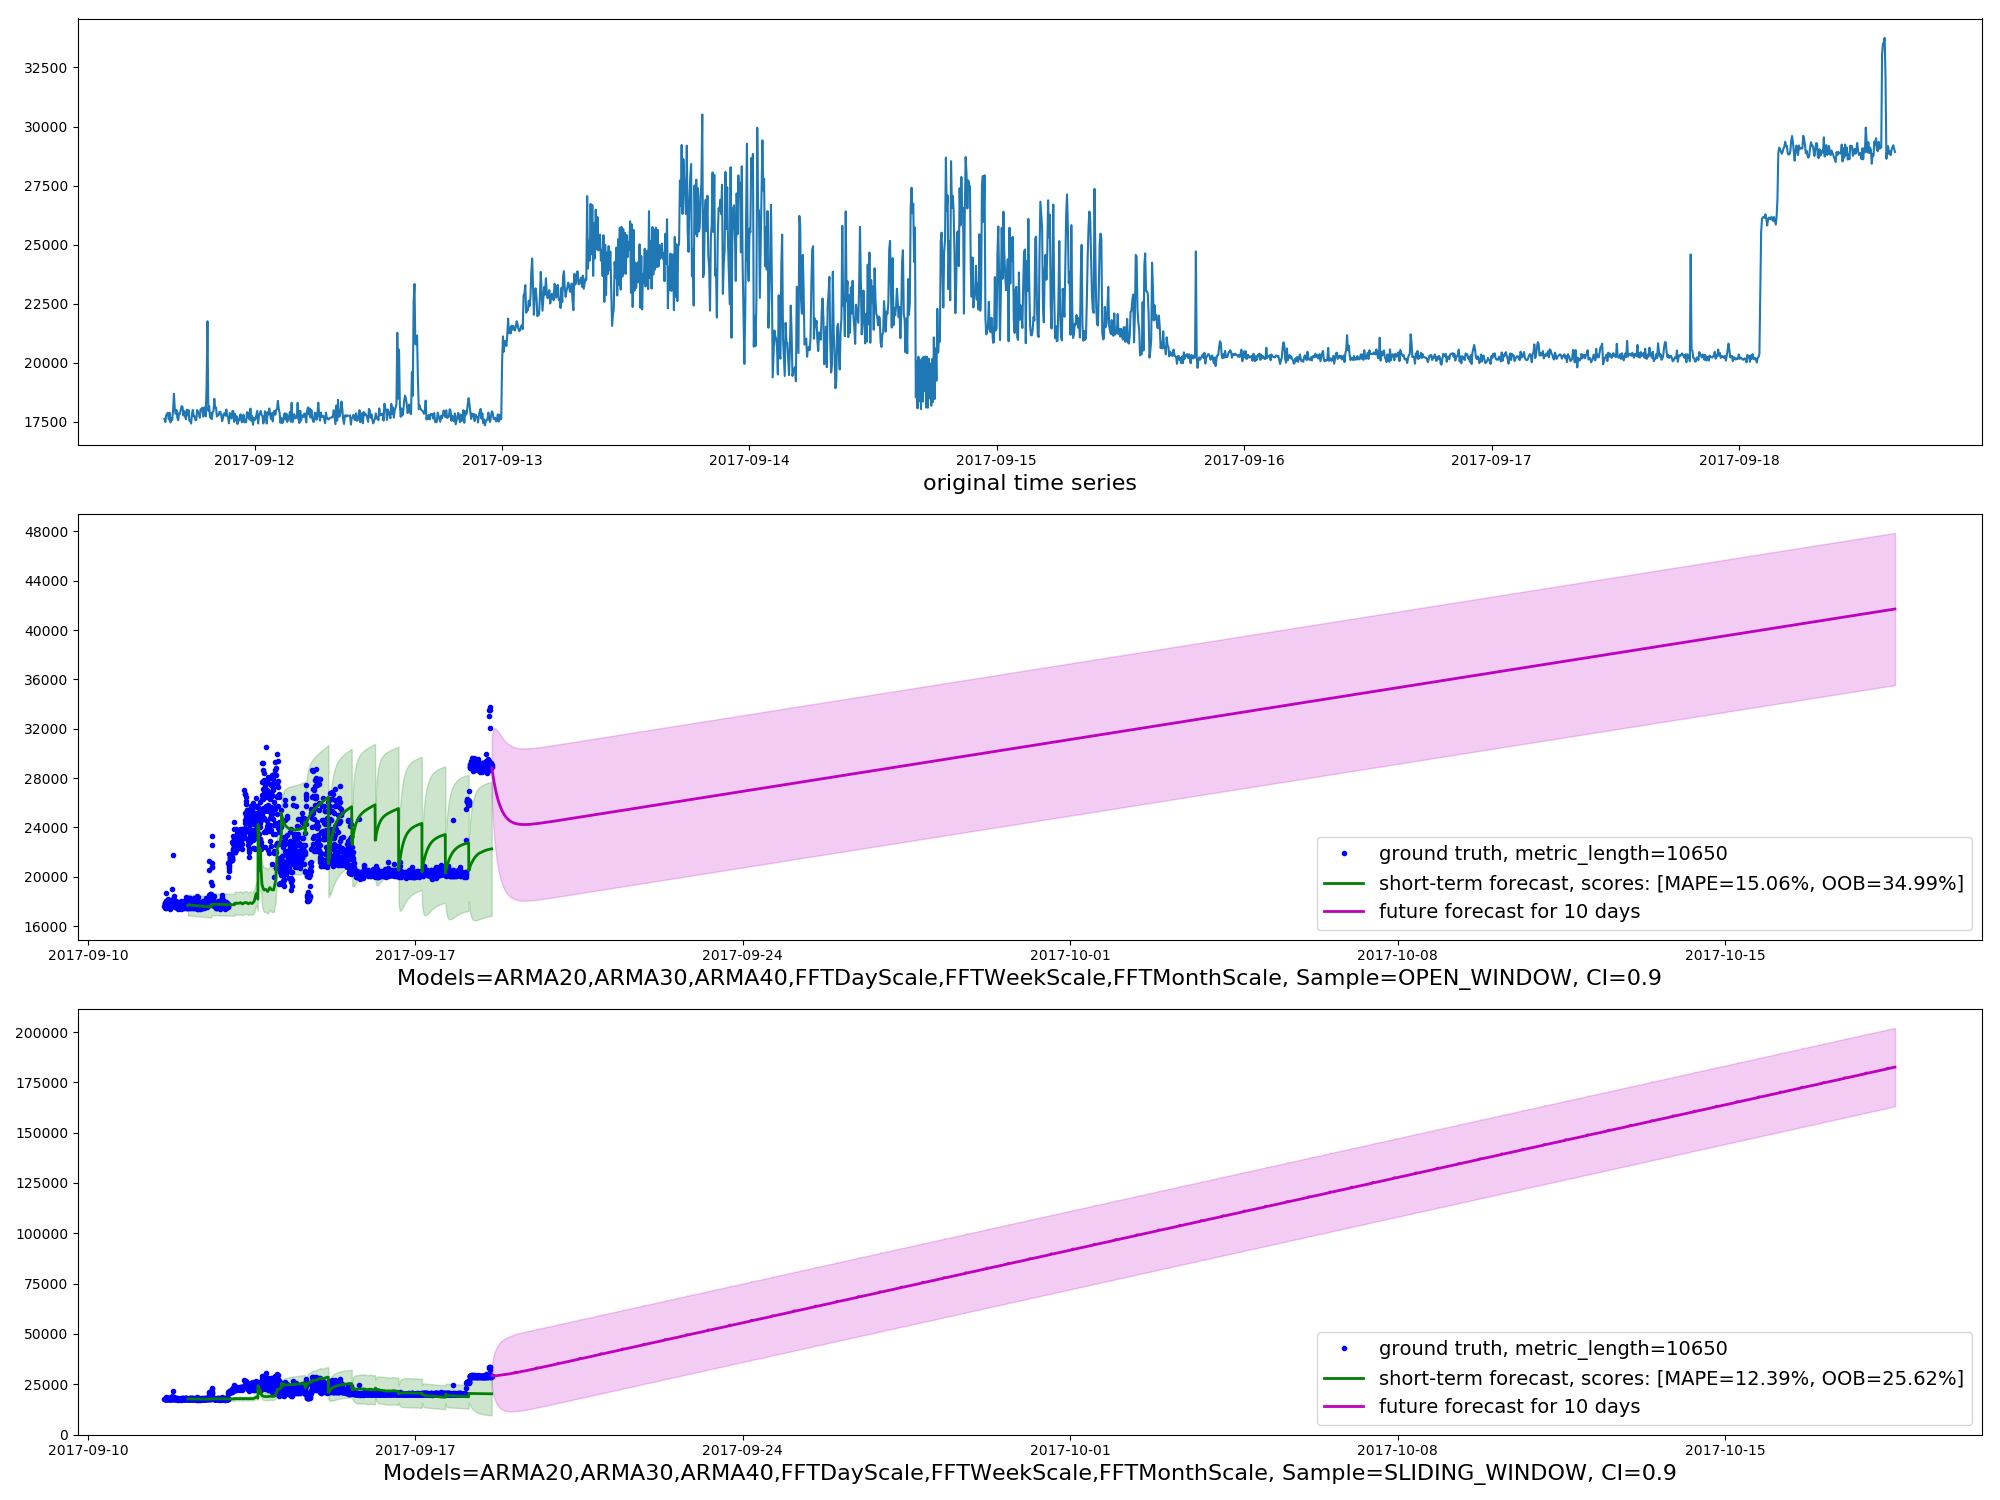 32500
30000
27500
25000
22500
20000
17500
2017-09-12 2017-09-13 2017-09-14 2017-09-15 2017-09-16 2017-09-17 2017-09-18
original time series
48000
44000
40000
36000
32000
28000
24000
20000
16000
ground truth, metric_length=10650
short-term forecast, scores: [MAPE=15.06%, OOB=34.99%]
future forecast for 10 days
2017-09-10 2017-09-17 2017-09-24 2017-10-01 2017-10-08 2017-10-15
Models=ARMA20,ARMA30,ARMA40,FFTDayScale,FFTWeekScale,FFTMonthScale, Sample=OPEN_WINDOW, CI=0.9
200000
175000
150000
125000
100000
75000
50000
25000
0
ground truth, metric_length=10650
short-term forecast, scores: [MAPE=12.39%, OOB=25.62%]
future forecast for 10 days
2017-09-10 2017-09-17 2017-09-24 2017-10-01 2017-10-08 2017-10-15
Models=ARMA20,ARMA30,ARMA40,FFTDayScale,FFTWeekScale,FFTMonthScale, Sample=SLIDING_WINDOW, CI=0.9